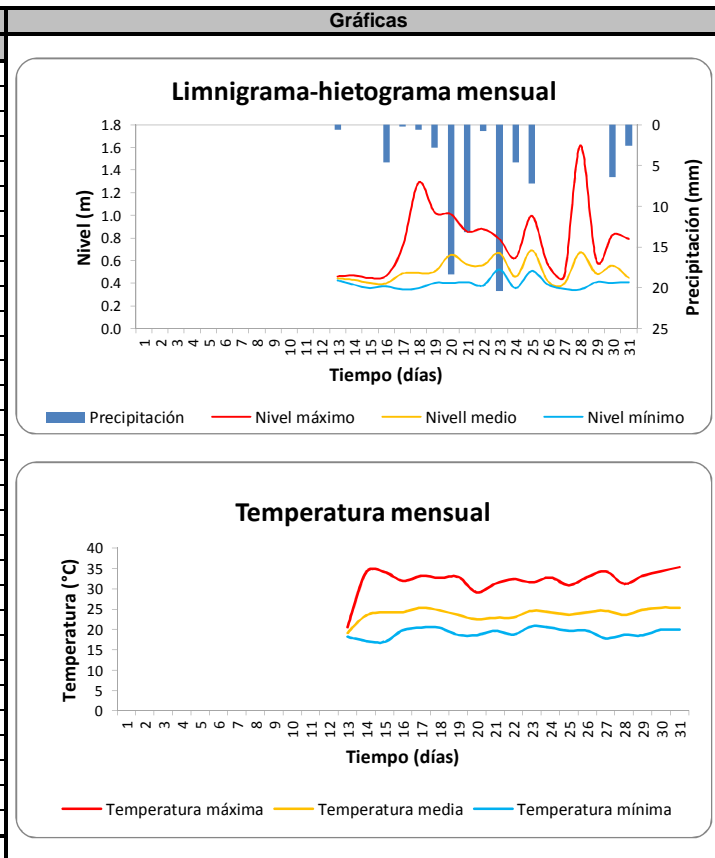 Gráficas
Limnigrama-hietograma mensual
1.8
1.6
1.4
1.2
1.0
0.8
0.6
0.4
0.2
0.0
Nivel (m)
0
5
10
15
20
25
Precipitación (mm)
1 2 3 4 5 6 7 8 9 10 11 12 13 14 15 16 17 18 19 20 21 22 23 24 25 26 27 28 29 30 31
Tiempo (días)
Precipitación Nivel máximo Nivell medio Nivel mínimo
Temperatura mensual
40
35
30
25
20
15
10
5
0
Temperatura (°C)
1 2 3 4 5 6 7 8 9 10 11 12 13 14 15 16 17 18 19 20 21 22 23 24 25 26 27 28 29 30 31
Tiempo (días)
Temperatura máxima Temperatura media Temperatura mínima